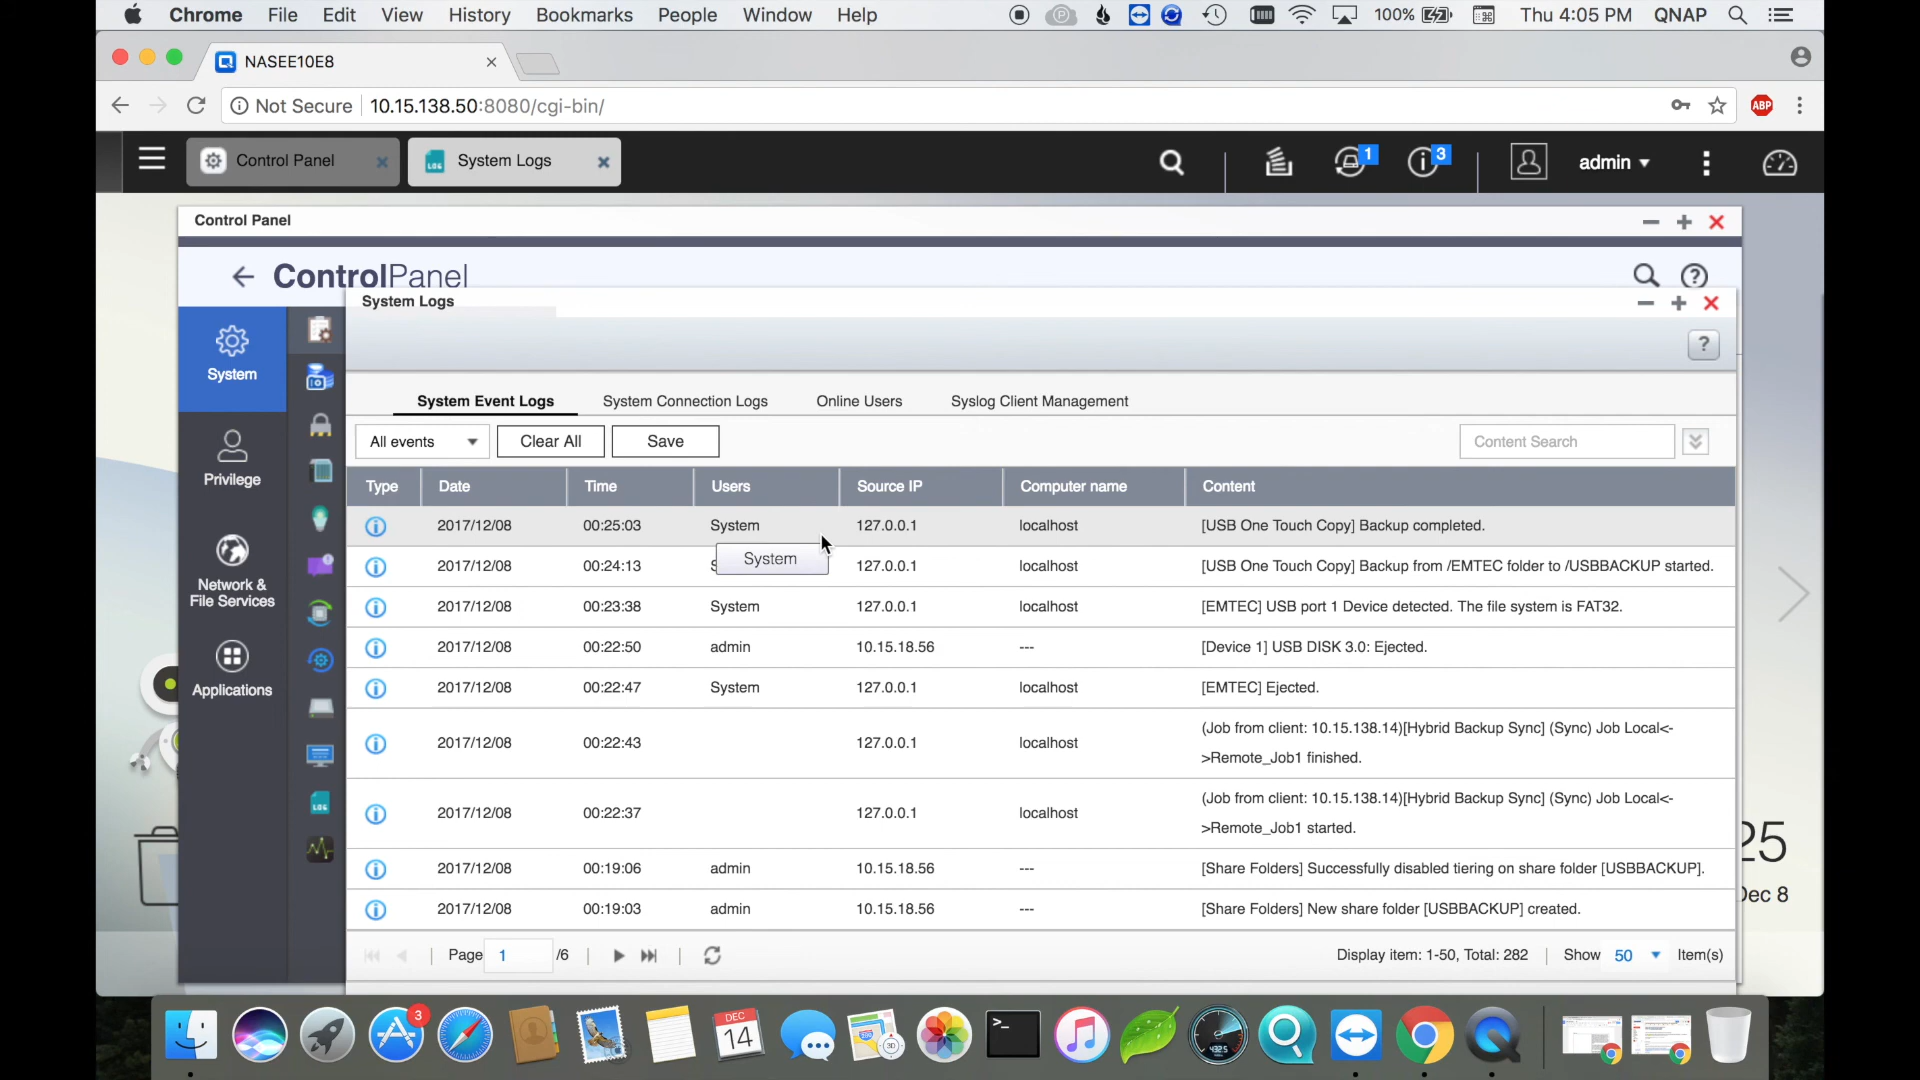 Chrome File Edit View History Bookmarks People Window Help 100% Thu 4:05 PM QNAP
NASEE10E8
Not Secure 10.15.138.50:8080/cgi-bin/ ABP
Control Panel System Logs 1 3 admin
Control Panel
ControlPanel
System Logs
?
System
Privilege
Network &
File Services
Applications
LOG
System Event Logs System Connection Logs Online Users Syslog Client Management
All events Clear All Save Content Search
Type Date Time Users Source IP Computer name Content
2017/12/08 00:25:03 System 127.0.0.1 localhost [USB One Touch Copy] Backup completed.
System
2017/12/08 00:24:13 127.0.0.1 localhost [USB One Touch Copy] Backup from /EMTEC folder to /USBBACKUP started.
2017/12/08 00:23:38 System 127.0.0.1 localhost [EMTEC] USB port 1 Device detected. The file system is FAT32.
2017/12/08 00:22:50 admin 10.15.18.56 --- [Device 1] USB DISK 3.0: Ejected.
2017/12/08 00:22:47 System 127.0.0.1 localhost [EMTEC] Ejected.
2017/12/08 00:22:43 127.0.0.1 localhost (Job from client: 10.15.138.14)[Hybrid Backup Sync] (Sync) Job Local<-
>Remote_Job1 finished.
2017/12/08 00:22:37 127.0.0.1 localhost (Job from client: 10.15.138.14)[Hybrid Backup Sync] (Sync) Job Local<-
>Remote_Job1 started.
2017/12/08 00:19:06 admin 10.15.18.56 --- [Share Folders] Successfully disabled tiering on share folder [USBBACKUP].
2017/12/08 00:19:03 admin 10.15.18.56 --- [Share Folders] New share folder [USBBACKUP] created.
Page 1 /6 Display item: 1-50, Total: 282 Show 50 Item(s)
25
Dec 8
3
DEC
14
3D
432.5